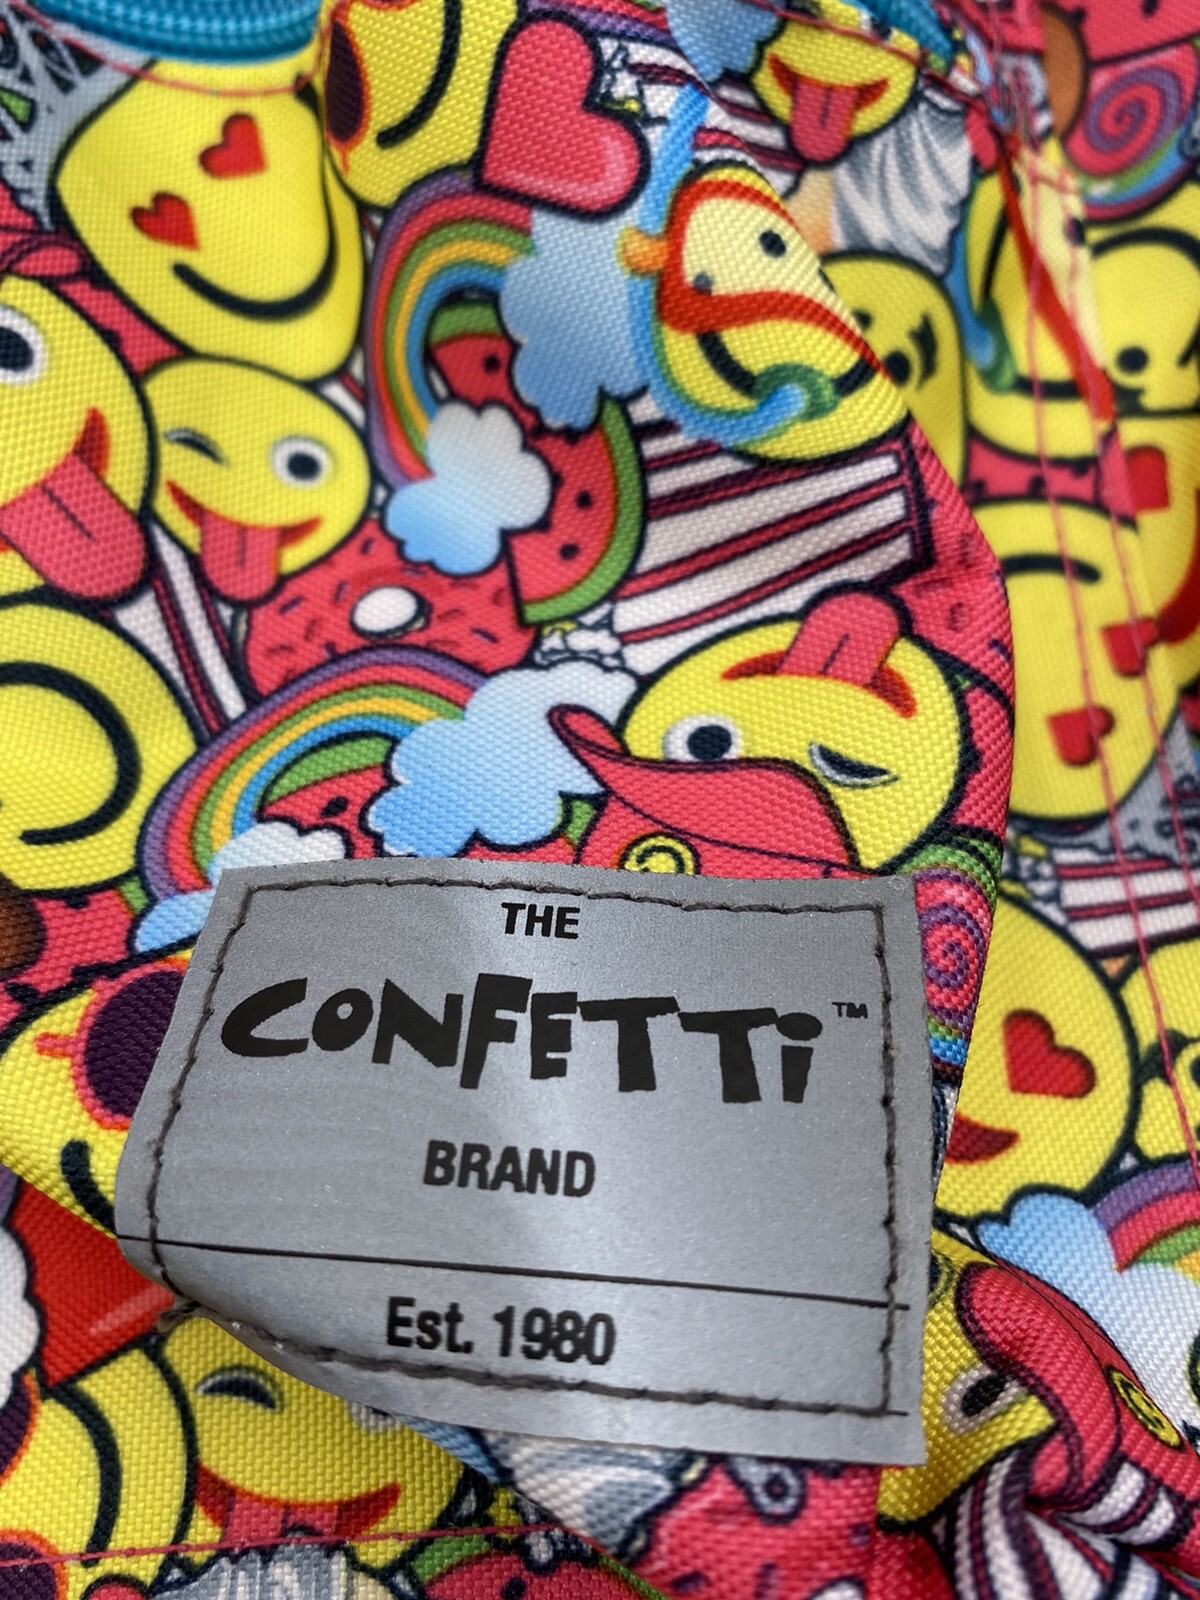 THE
CONFETTi™
BRAND
Est. 1980